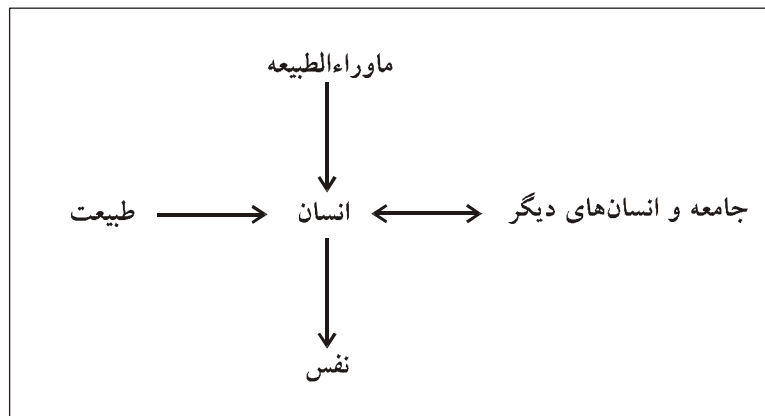 ماوراءالطبیعه
جامعه و انسان‌های دیگر
انسان
طبیعت
نفس